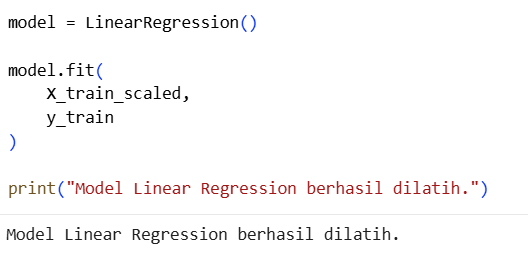 model = LinearRegression()
model.fit(
    X_train_scaled,
    y_train
)
print("Model Linear Regression berhasil dilatih.")
Model Linear Regression berhasil dilatih.